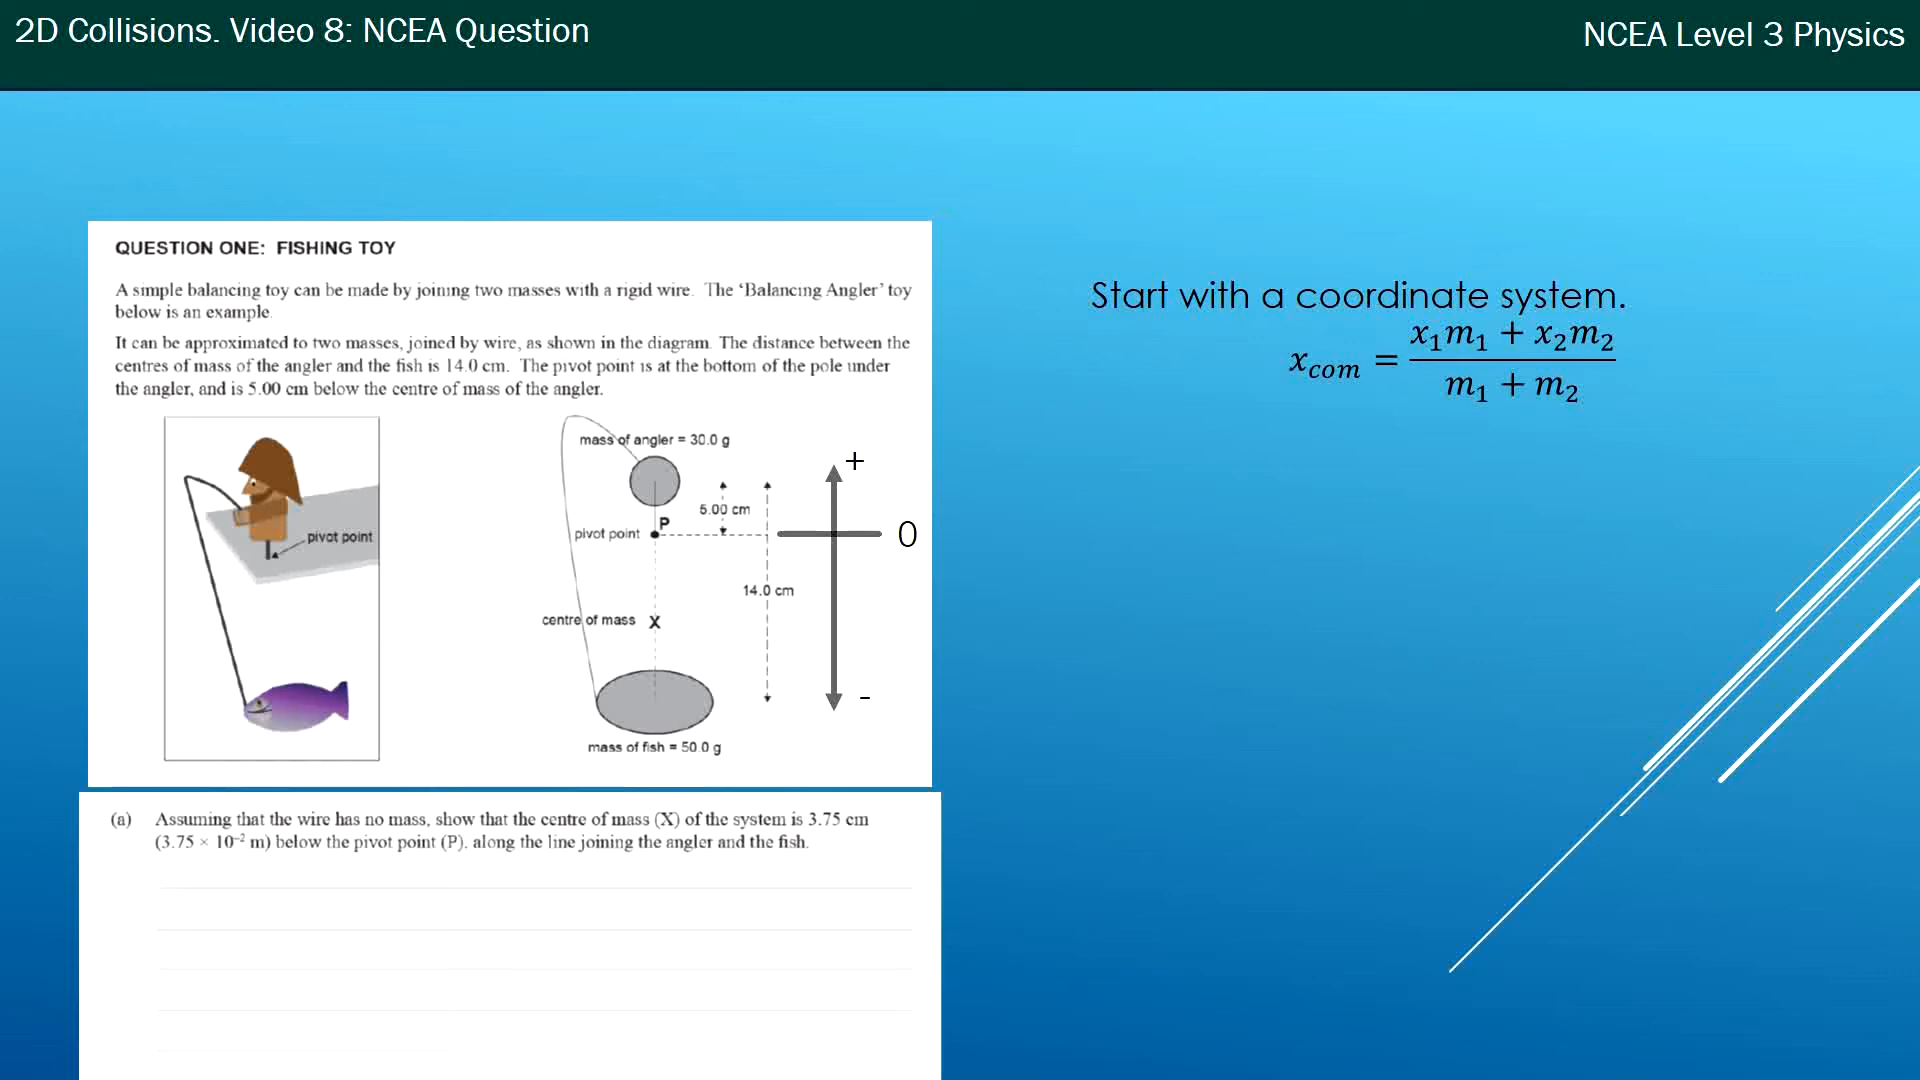 2D Collisions. Video 8: NCEA Question
NCEA Level 3 Physics
QUESTION ONE: FISHING TOY
A simple balancing toy can be made by joining two masses with a rigid wire. The ‘Balancing Angler’ toy
below is an example.
It can be approximated to two masses, joined by wire, as shown in the diagram. The distance between the
centres of mass of the angler and the fish is 14.0 cm. The pivot point is at the bottom of the pole under
the angler, and is 5.00 cm below the centre of mass of the angler.
pivot point
mass of angler = 30.0 g
5.00 cm
P
pivot point
14.0 cm
centre of mass X
mass of fish = 50.0 g
+
0
-
(a) Assuming that the wire has no mass, show that the centre of mass (X) of the system is 3.75 cm
(3.75 × 10⁻² m) below the pivot point (P). along the line joining the angler and the fish.
Start with a coordinate system.
x_com = (x₁m₁ + x₂m₂) / (m₁ + m₂)